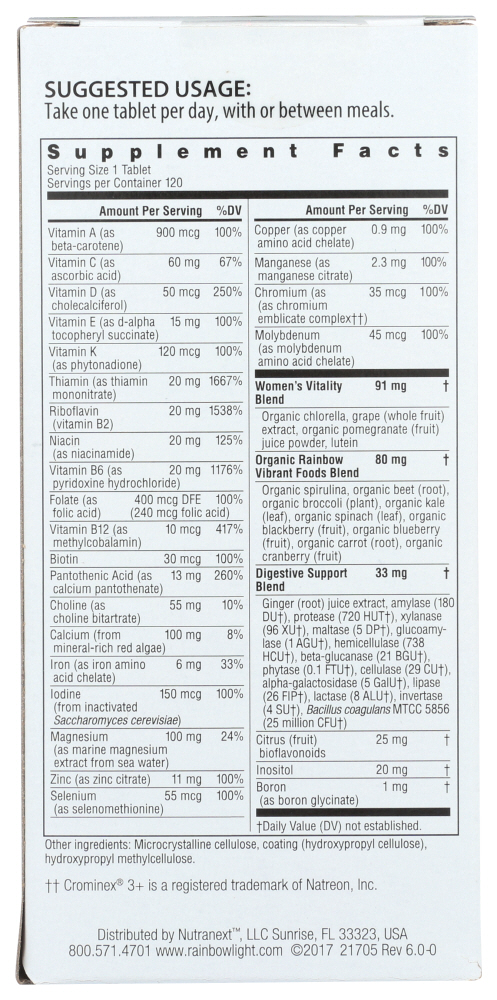 SUGGESTED USAGE:
Take one tablet per day, with or between meals.
Supplement Facts
Serving Size 1 Tablet
Servings per Container 120
Amount Per Serving %DV
Vitamin A (as 900 mcg 100%
beta-carotene)
Vitamin C (as 60 mg 67%
ascorbic acid)
Vitamin D (as 50 mcg 250%
cholecalciferol)
Vitamin E (as d-alpha 15 mg 100%
tocopheryl succinate)
Vitamin K 120 mcg 100%
(as phytonadione)
Thiamin (as thiamin 20 mg 1667%
mononitrate)
Riboflavin 20 mg 1538%
(vitamin B2)
Niacin 20 mg 125%
(as niacinamide)
Vitamin B6 (as 20 mg 1176%
pyridoxine hydrochloride)
Folate (as 400 mcg DFE 100%
folic acid) (240 mcg folic acid)
Vitamin B12 (as 10 mcg 417%
methylcobalamin)
Biotin 30 mcg 100%
Pantothenic Acid (as 13 mg 260%
calcium pantothenate)
Choline (as 55 mg 10%
choline bitartrate)
Calcium (from 100 mg 8%
mineral-rich red algae)
Iron (as iron amino 6 mg 33%
acid chelate)
Iodine 150 mcg 100%
(from inactivated
Saccharomyces cerevisiae)
Magnesium 100 mg 24%
(as marine magnesium
extract from sea water)
Zinc (as zinc citrate) 11 mg 100%
Selenium 55 mcg 100%
(as selenomethionine)
Amount Per Serving %DV
Copper (as copper 0.9 mg 100%
amino acid chelate)
Manganese (as 2.3 mg 100%
manganese citrate)
Chromium (as 35 mcg 100%
(as chromium
emblicate complex††)
Molybdenum 45 mcg 100%
(as molybdenum
amino acid chelate)
Women's Vitality 91 mg †
Blend
Organic chlorella, grape (whole fruit)
extract, organic pomegranate (fruit)
juice powder, lutein
Organic Rainbow 80 mg †
Vibrant Foods Blend
Organic spirulina, organic beet (root),
organic broccoli (plant), organic kale
(leaf), organic spinach (leaf), organic
blackberry (fruit), organic blueberry
(fruit), organic carrot (root), organic
cranberry (fruit)
Digestive Support 33 mg †
Blend
Ginger (root) juice extract, amylase (180
DU†), protease (720 HUT†), xylanase
(96 XU†), maltase (5 DP†), glucoamy-
lase (1 AGU†), hemicellulase (738
HCU†), beta-glucanase (21 BGU†),
phytase (0.1 FTU†), cellulase (29 CU†),
alpha-galactosidase (5 GalU†), lipase
(26 FIP†), lactase (8 ALU†), invertase
(4 SU†), Bacillus coagulans MTCC 5856
(25 million CFU†)
Citrus (fruit) 25 mg †
bioflavonoids
Inositol 20 mg †
Boron 1 mg †
(as boron glycinate)
†Daily Value (DV) not established.
Other ingredients: Microcrystalline cellulose, coating (hydroxypropyl cellulose),
hydroxypropyl methylcellulose.
†† Crominex® 3+ is a registered trademark of Natreon, Inc.
Distributed by Nutranext™, LLC Sunrise, FL 33323, USA
800.571.4701 www.rainbowlight.com ©2017 21705 Rev 6.0-0